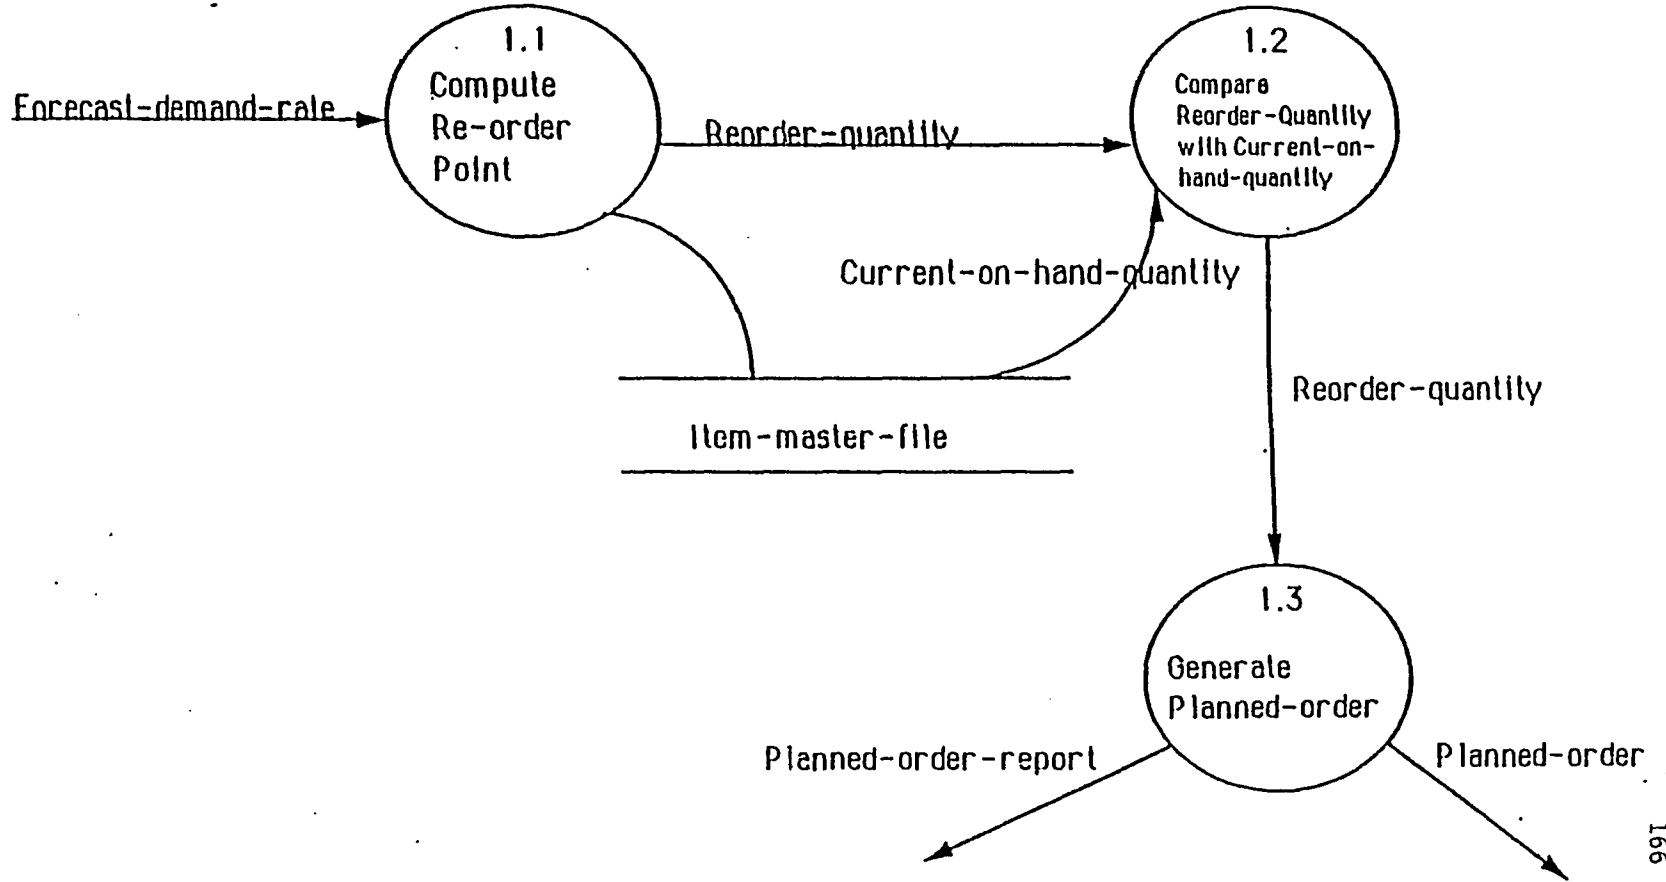 1.1
Compute
Re-order
Point
Forecast-demand-rate
Reorder-quantity
1.2
Compare
Reorder-Quantity
with Current-on-
hand-quantity
Current-on-hand-quantity
Item-master-file
Reorder-quantity
1.3
Generate
Planned-order
Planned-order-report
Planned-order
166